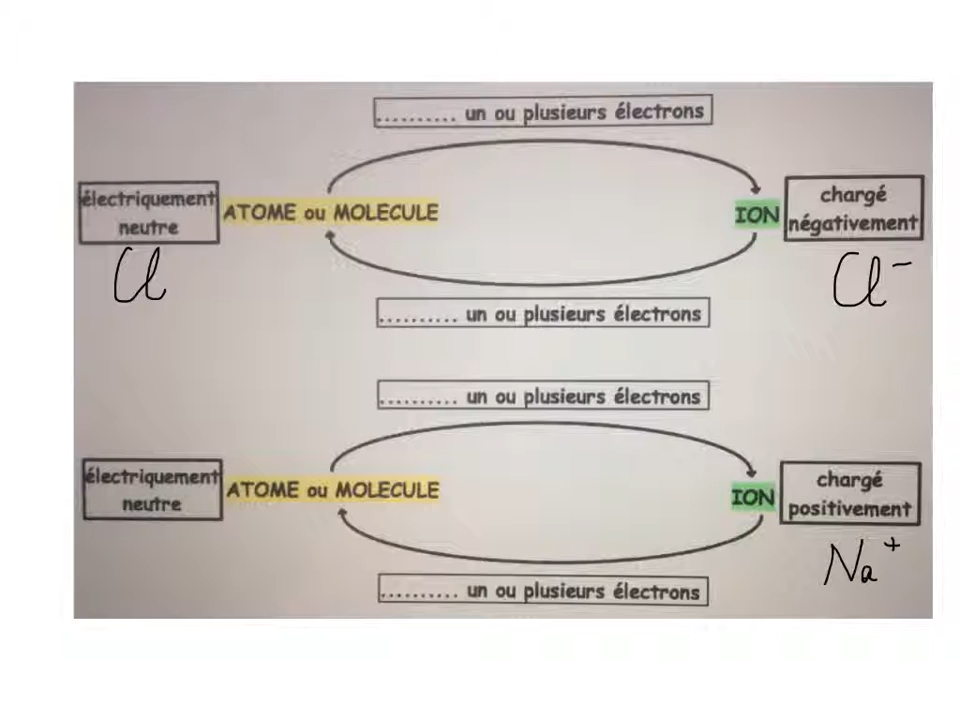 .......... un ou plusieurs électrons
électriquement
neutre
ATOME ou MOLECULE
ION
chargé
négativement
Cl
Cl⁻
.......... un ou plusieurs électrons
.......... un ou plusieurs électrons
électriquement
neutre
ATOME ou MOLECULE
ION
chargé
positivement
Na⁺
.......... un ou plusieurs électrons